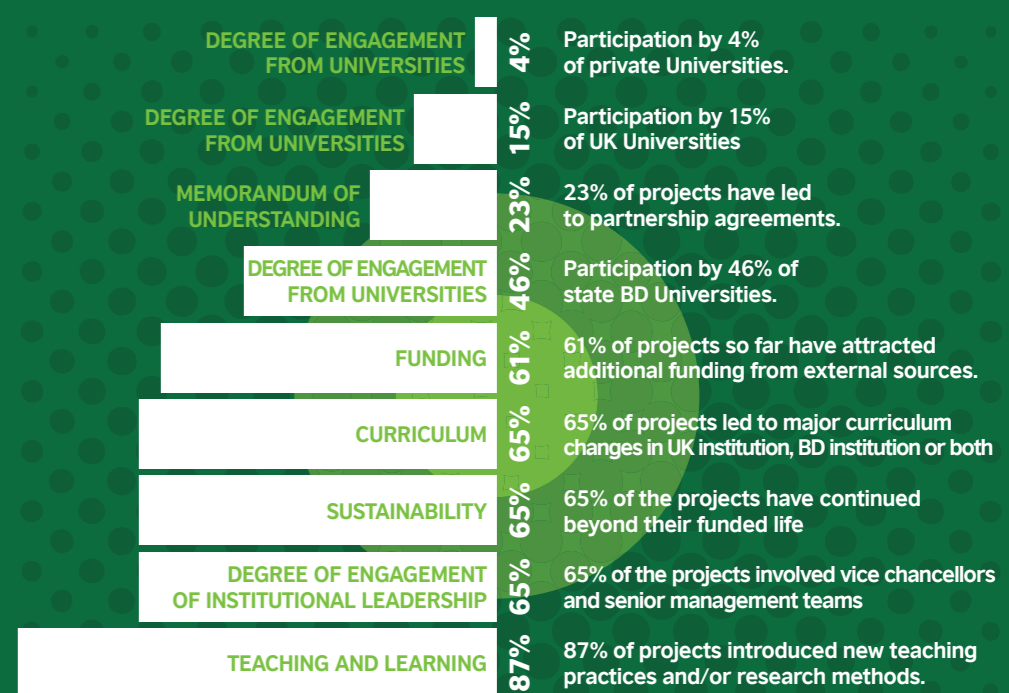 DEGREE OF ENGAGEMENT
FROM UNIVERSITIES
4%
Participation by 4%
of private Universities.
DEGREE OF ENGAGEMENT
FROM UNIVERSITIES
15%
Participation by 15%
of UK Universities
MEMORANDUM OF
UNDERSTANDING
23%
23% of projects have led
to partnership agreements.
DEGREE OF ENGAGEMENT
FROM UNIVERSITIES
46%
Participation by 46% of
state BD Universities.
FUNDING
61%
61% of projects so far have attracted
additional funding from external sources.
CURRICULUM
65%
65% of projects led to major curriculum
changes in UK institution, BD institution or both
SUSTAINABILITY
65%
65% of the projects have continued
beyond their funded life
DEGREE OF ENGAGEMENT
OF INSTITUTIONAL LEADERSHIP
65%
65% of the projects involved vice chancellors
and senior management teams
TEACHING AND LEARNING
87%
87% of projects introduced new teaching
practices and/or research methods.